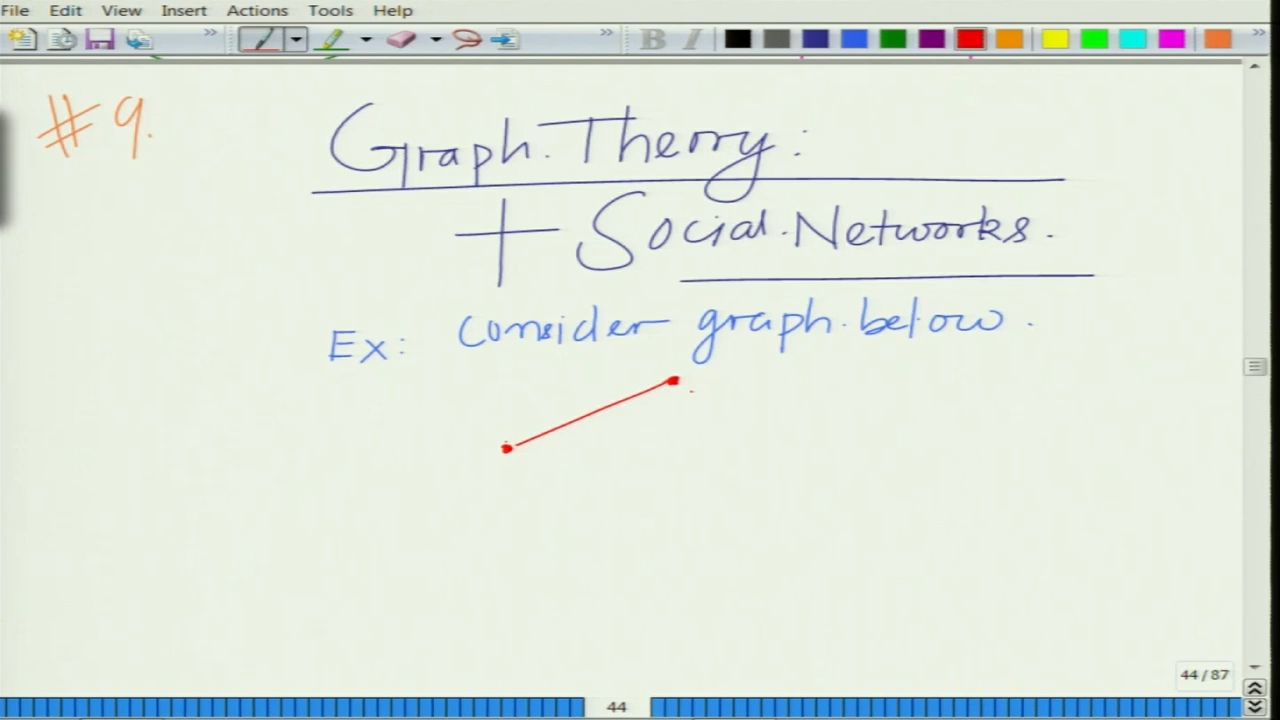 File Edit View Insert Actions Tools Help
B I
#9.
Graph Theory:
+ Social Networks.
Ex: consider graph below.
44/87
44